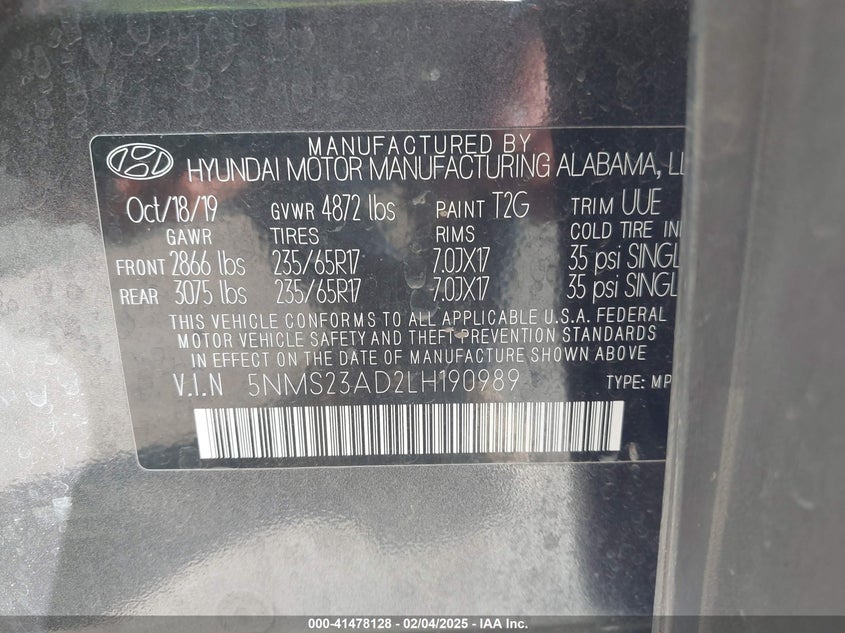 MANUFACTURED BY
HYUNDAI MOTOR MANUFACTURING ALABAMA, LL
Oct/18/19 GVWR 4872 lbs PAINT T2G TRIM UUE
GAWR TIRES RIMS COLD TIRE IN
FRONT 2866 lbs 235/65R17 7.0JX17 35 psi SINGL
REAR 3075 lbs 235/65R17 7.0JX17 35 psi SINGL
THIS VEHICLE CONFORMS TO ALL APPLICABLE U.S.A. FEDERAL
MOTOR VEHICLE SAFETY AND THEFT PREVENTION STANDARDS
IN EFFECT ON THE DATE OF MANUFACTURE SHOWN ABOVE
V.I.N 5NMS23AD2LH190989 TYPE: MP
000-41478128 - 02/04/2025 - IAA Inc.